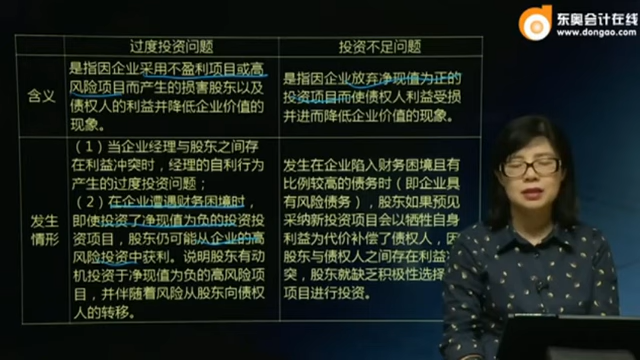 东奥会计在线
www.dongao.com
过度投资问题
投资不足问题
含义
是指因企业采用不盈利项目或高
风险项目而产生的损害股东以及
债权人的利益并降低企业价值的
现象。
是指因企业放弃净现值为正的
投资项目而使债权人利益受损
并进而降低企业价值的现象。
发生
情形
（1）当企业经理与股东之间存
在利益冲突时，经理的自利行为
产生的过度投资问题；
（2）在企业遭遇财务困境时，
即使投资了净现值为负的投资
投资项目，股东仍可能从企业的高
风险投资中获利。说明股东有动
机投资于净现值为负的高风险项
目，并伴随着风险从股东向债权
人的转移。
发生在企业陷入财务困境且有
比例较高的债务时（即企业具
有风险债务），股东如果预见
采纳新投资项目会以牺牲自身
利益为代价补偿了债权人，因
股东与债权人之间存在利益冲
突，股东就缺乏积极性选择
项目进行投资。